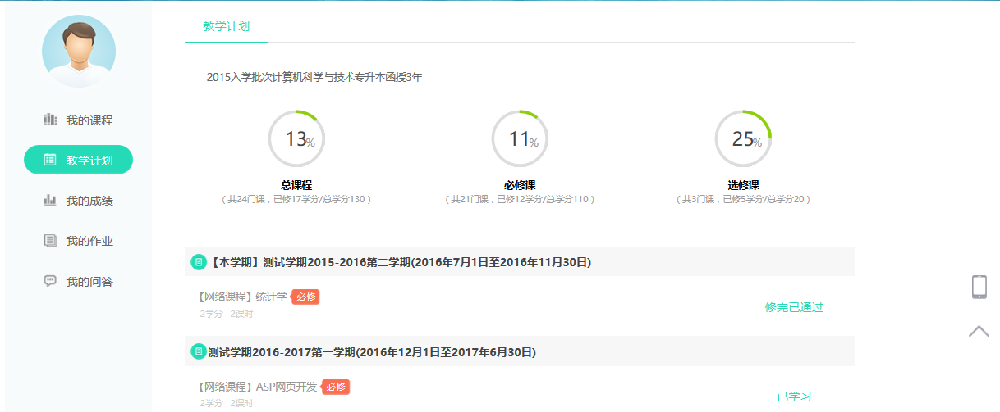 教学计划
2015入学批次计算机科学与技术专升本函授3年
我的课程
教学计划
我的成绩
我的作业
我的问答
13%
总课程
（共24门课，已修17学分/总学分130）
11%
必修课
（共21门课，已修12学分/总学分110）
25%
选修课
（共3门课，已修5学分/总学分20）
【本学期】测试学期2015-2016第二学期(2016年7月1日至2016年11月30日)
【网络课程】统计学 必修
2学分 2课时
修完已通过
测试学期2016-2017第一学期(2016年12月1日至2017年6月30日)
【网络课程】ASP网页开发 必修
2学分 2课时
已学习